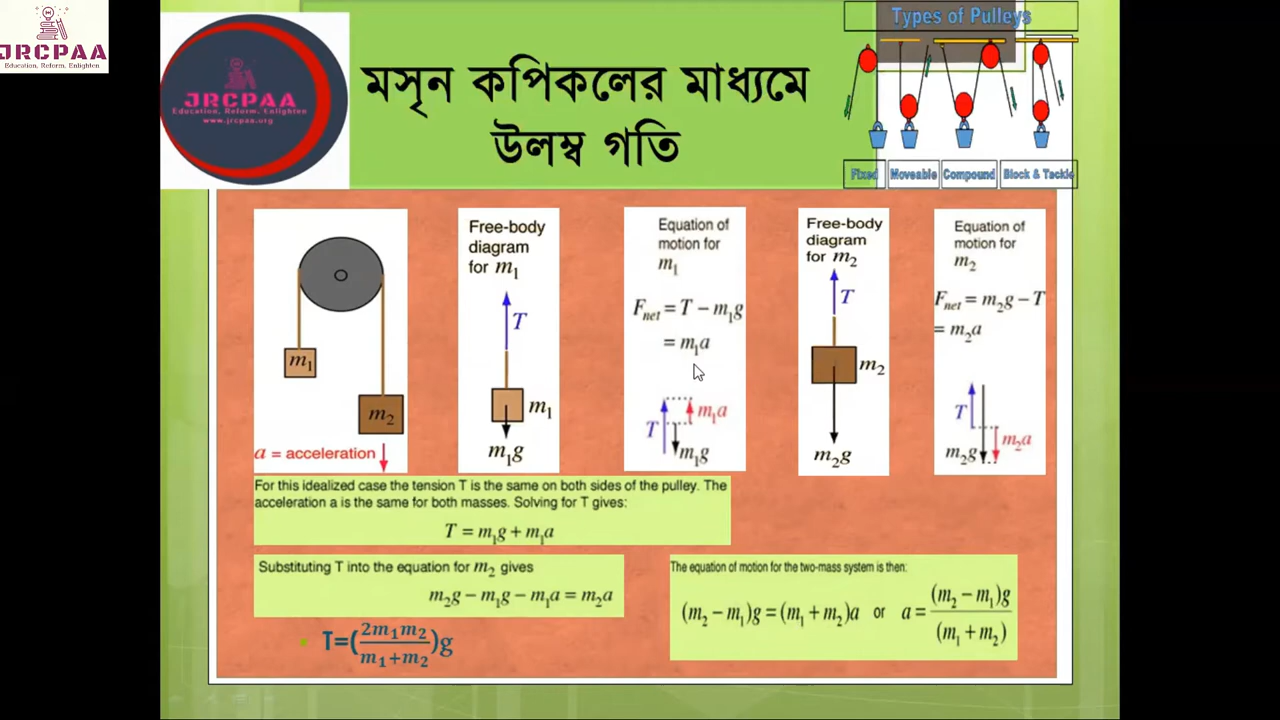 JRCPAA
Education, Reform, Enlighten
JRCPAA
Education, Reform, Enlighten
www.jrcpaa.org
মসৃন কপিকলের মাধ্যমে
উলম্ব গতি
Types of Pulleys
Fixed
Moveable
Compound
Block & Tackle
m₁
m₂
a = acceleration
Free-body
diagram
for m₁
T
m₁
m₁g
Equation of
motion for
m₁
Fnet = T − m₁g
= m₁a
T
m₁a
m₁g
Free-body
diagram
for m₂
T
m₂
m₂g
Equation of
motion for
m₂
Fnet = m₂g − T
= m₂a
T
m₂g
m₂a
For this idealized case the tension T is the same on both sides of the pulley. The
acceleration a is the same for both masses. Solving for T gives:
T = m₁g + m₁a
Substituting T into the equation for m₂ gives
m₂g − m₁g − m₁a = m₂a
T=(2m₁m₂/m₁+m₂)g
The equation of motion for the two-mass system is then:
(m₂ − m₁)g = (m₁ + m₂)a or a = (m₂ − m₁)g/(m₁ + m₂)